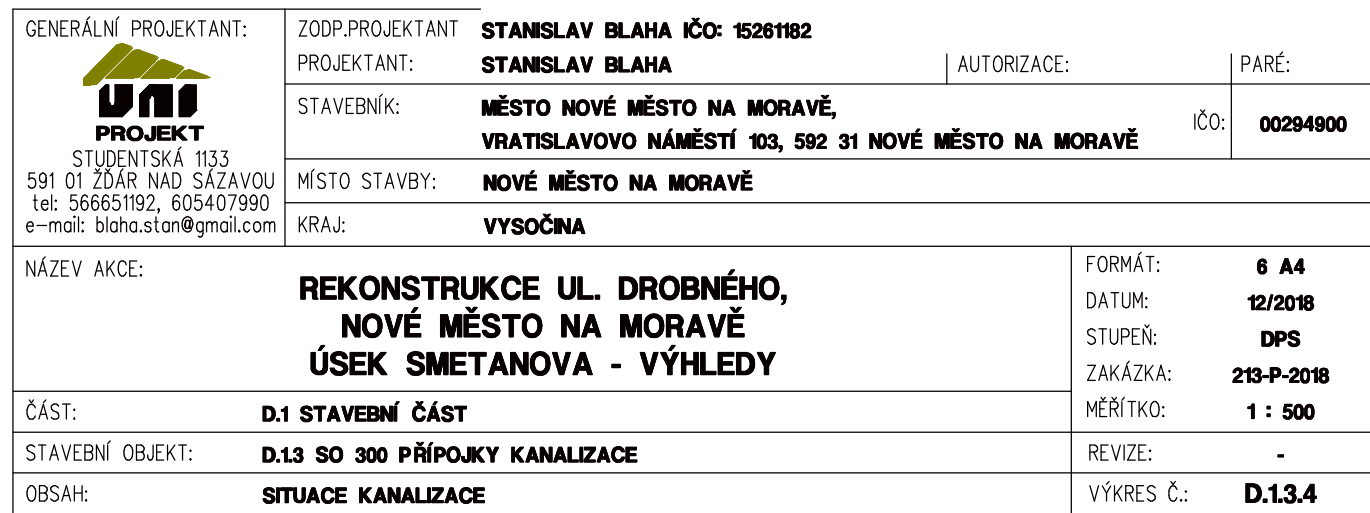 GENERÁLNÍ PROJEKTANT:
UNI
PROJEKT
STUDENTSKÁ 1133
591 01 ŽĎÁR NAD SÁZAVOU
tel: 566651192, 605407990
e-mail: blaha.stan@gmail.com
ZODP.PROJEKTANT STANISLAV BLAHA IČO: 15261182
PROJEKTANT: STANISLAV BLAHA AUTORIZACE: PARÉ:
STAVEBNÍK: MĚSTO NOVÉ MĚSTO NA MORAVĚ,
VRATISLAVOVO NÁMĚSTÍ 103, 592 31 NOVÉ MĚSTO NA MORAVĚ IČO: 00294900
MÍSTO STAVBY: NOVÉ MĚSTO NA MORAVĚ
KRAJ: VYSOČINA
NÁZEV AKCE:
REKONSTRUKCE UL. DROBNÉHO,
NOVÉ MĚSTO NA MORAVĚ
ÚSEK SMETANOVA - VÝHLEDY
FORMÁT: 6 A4
DATUM: 12/2018
STUPEŇ: DPS
ZAKÁZKA: 213-P-2018
MĚŘÍTKO: 1 : 500
ČÁST: D.1 STAVEBNÍ ČÁST
STAVEBNÍ OBJEKT: D.1.3 SO 300 PŘÍPOJKY KANALIZACE
REVIZE: -
OBSAH: SITUACE KANALIZACE
VÝKRES Č.: D.1.3.4